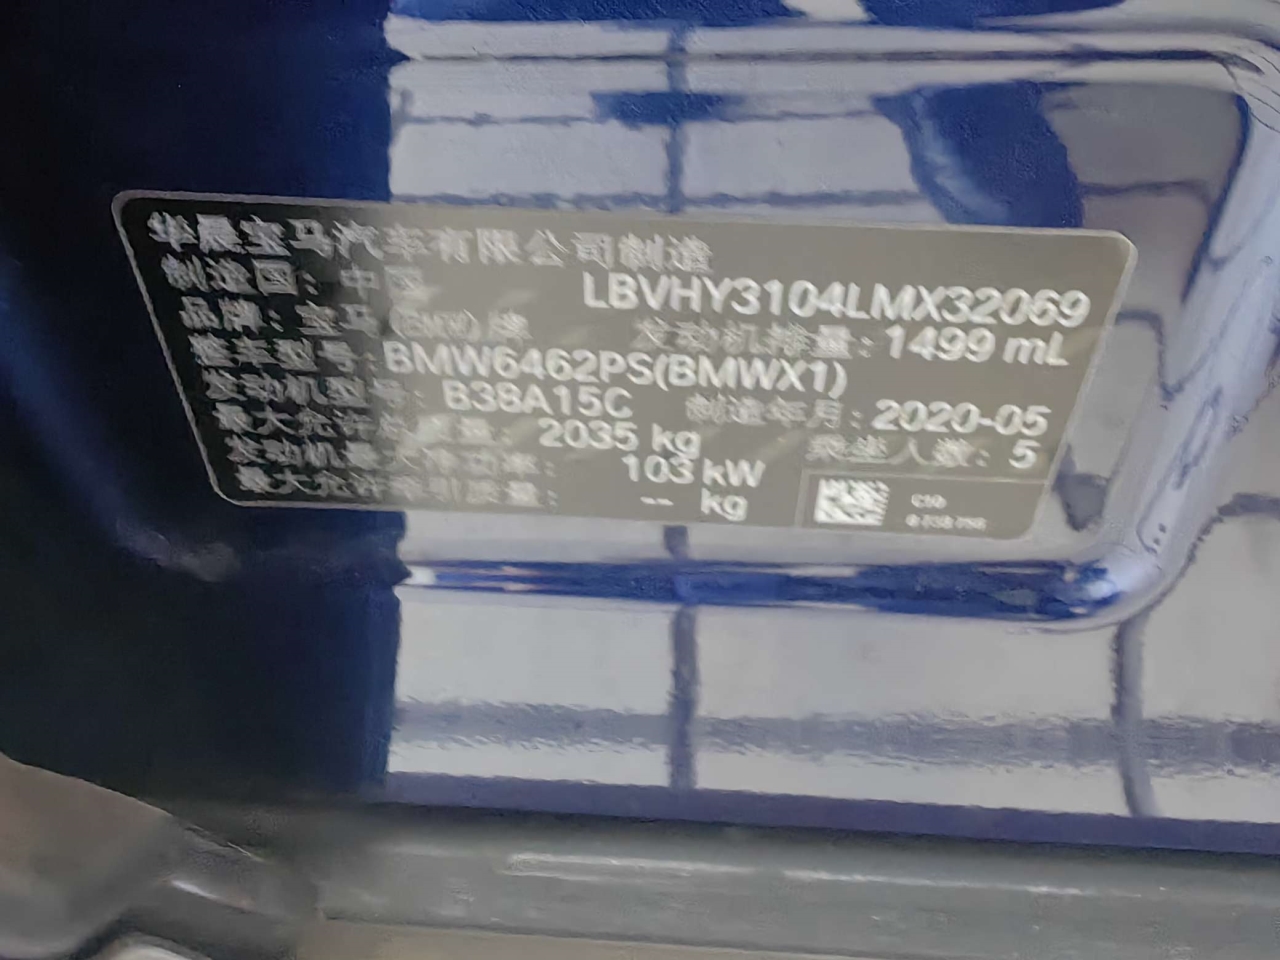 华晨宝马汽车有限公司制造
制造国: 中国 LBVHY3104LMX32069
品牌: 宝马(BMW)牌 发动机排量: 1499 mL
整车型号: BMW6462PS(BMWX1)
发动机型号: B38A15C 制造年月: 2020-05
最大允许总质量: 2035 kg 乘坐人数: 5
发动机最大净功率: 103 kW
最大允许牵引质量: -- kg